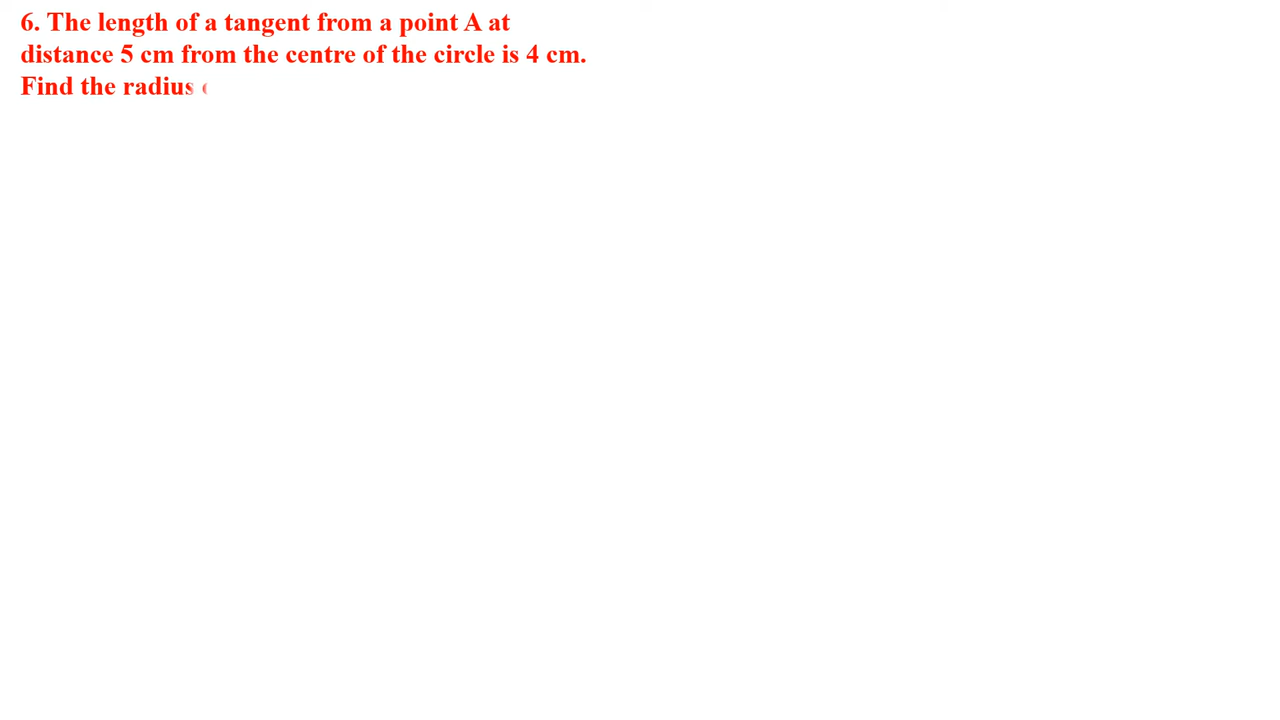 6. The length of a tangent from a point A at
distance 5 cm from the centre of the circle is 4 cm.
Find the radius